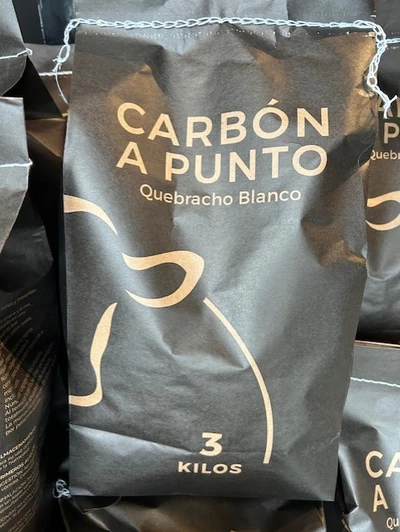 CARBÓN
A PUNTO
Quebracho Blanco
3
KILOS